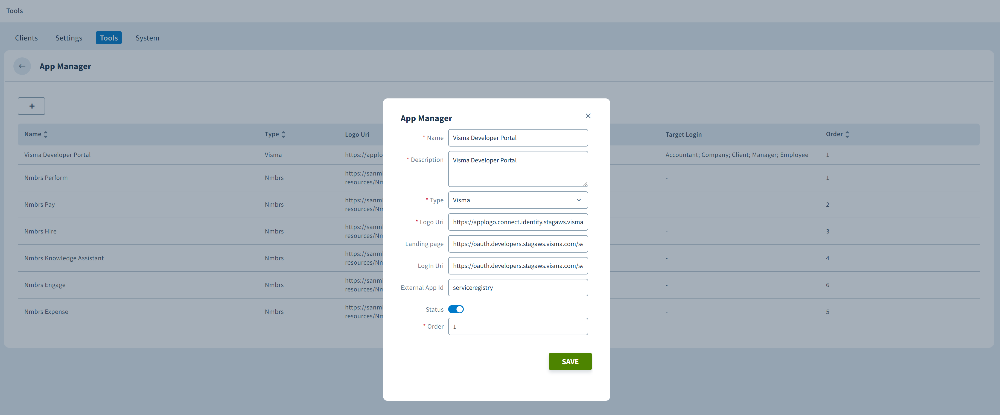 Tools
Clients Settings Tools System
App Manager
+
Name Type Logo Uri Target Login Order
Visma Developer Portal Visma https://applo Accountant; Company; Client; Manager; Employee 1
Nmbrs Perform Nmbrs https://sanml resources/Nm - 1
Nmbrs Pay Nmbrs https://sanml resources/Nm - 2
Nmbrs Hire Nmbrs https://sanml resources/Nm - 3
Nmbrs Knowledge Assistant Nmbrs https://sanml resources/Nm - 4
Nmbrs Engage Nmbrs https://sanml resources/Nm - 6
Nmbrs Expense Nmbrs https://sanml resources/Nm - 5
App Manager
* Name Visma Developer Portal
* Description Visma Developer Portal
* Type Visma
* Logo Uri https://applogo.connect.identity.stagaws.visma
Landing page https://oauth.developers.stagaws.visma.com/se
LogIn Uri https://oauth.developers.stagaws.visma.com/se
External App Id serviceregistry
Status
* Order 1
SAVE